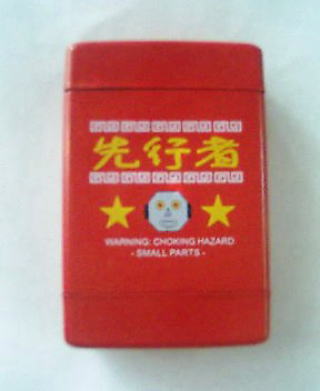 先行者
WARNING: CHOKING HAZARD
- SMALL PARTS -